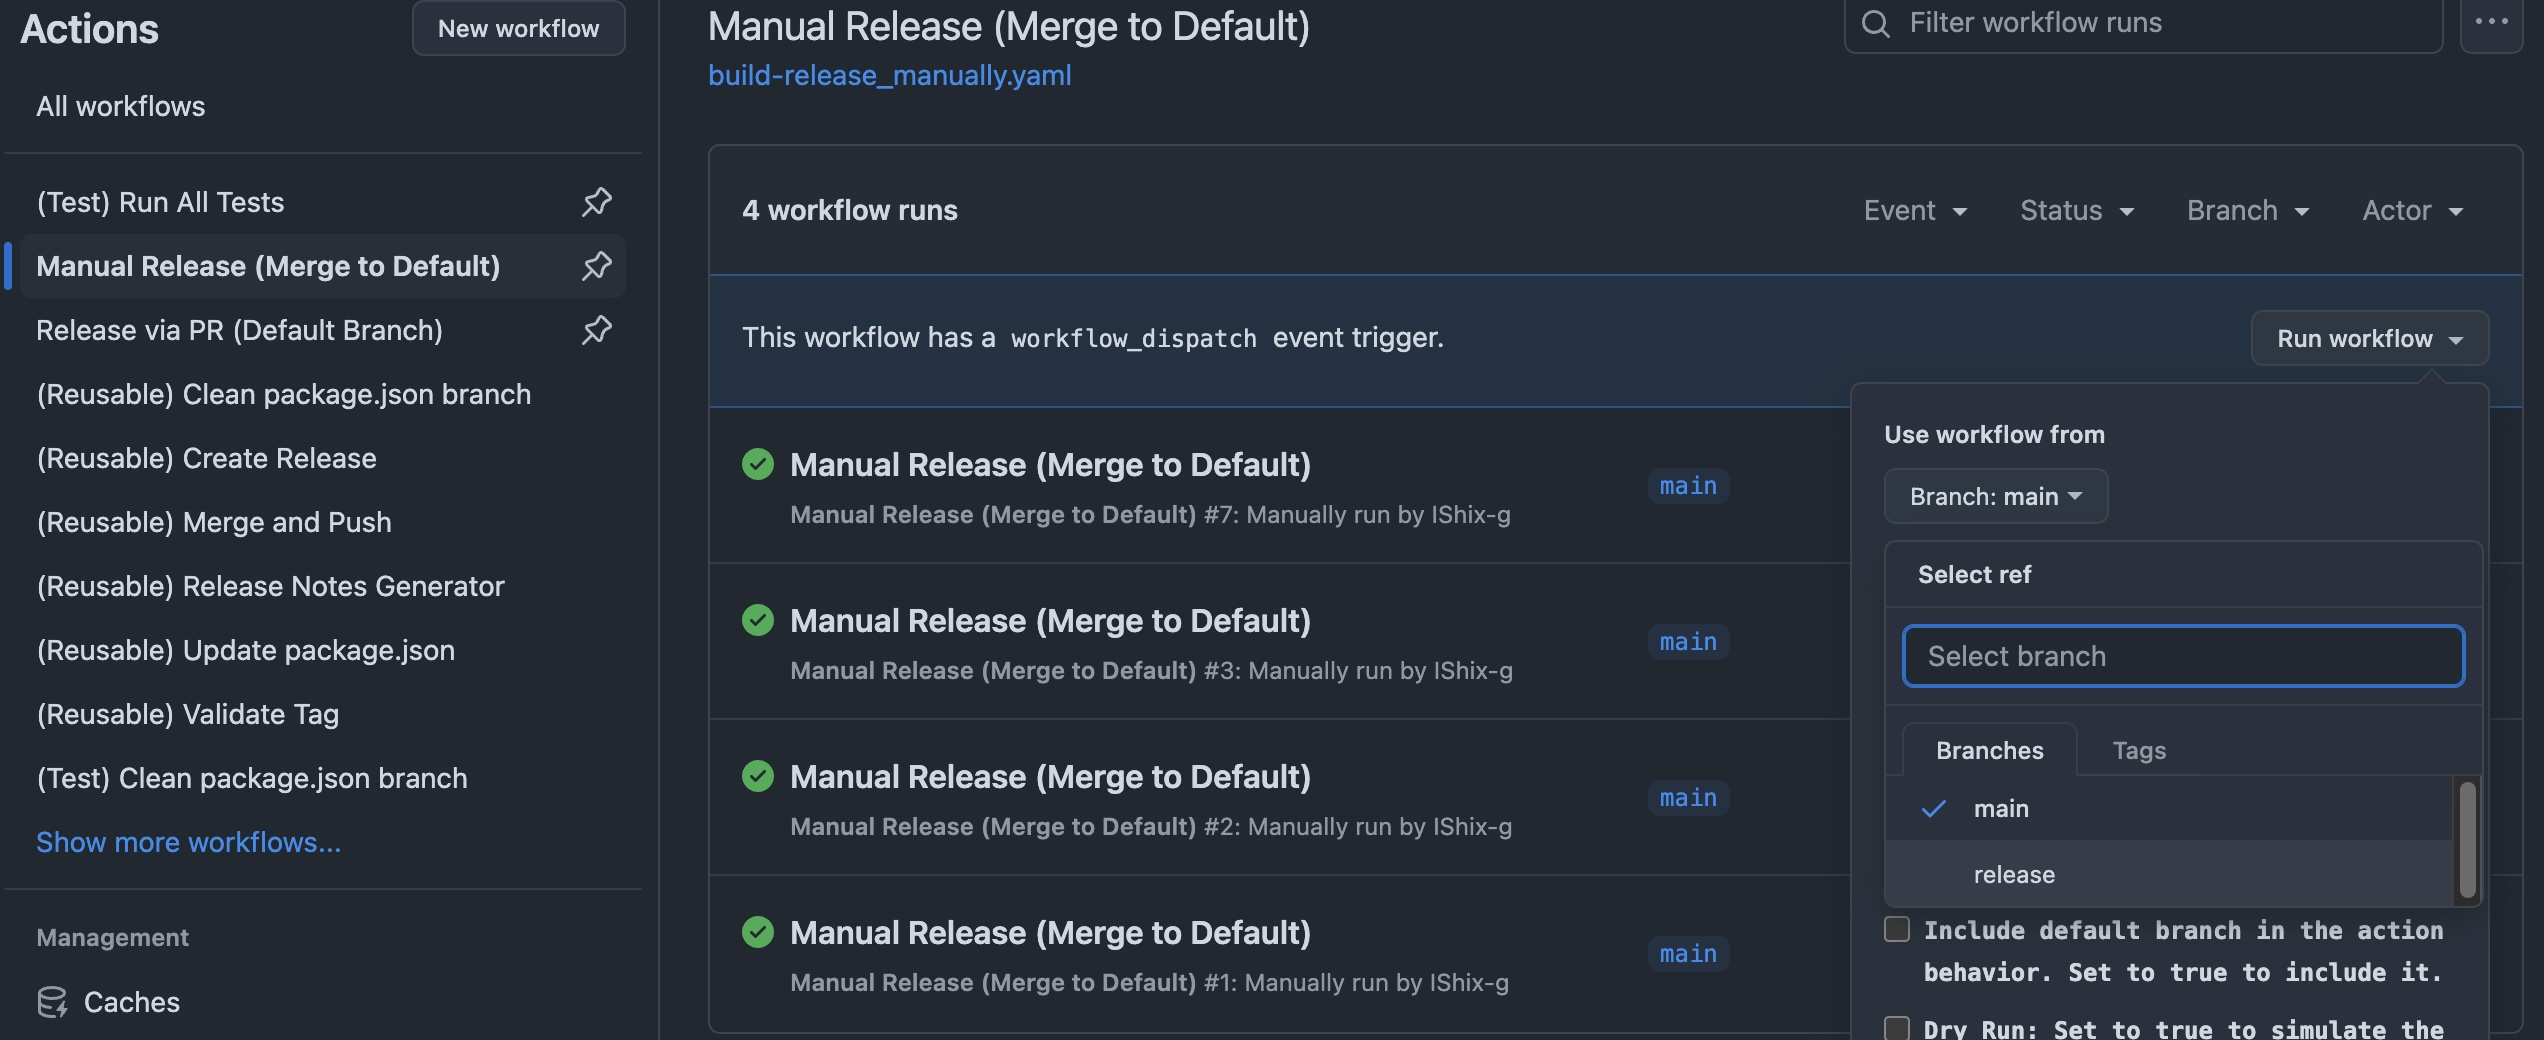 Actions
New workflow
All workflows
(Test) Run All Tests
Manual Release (Merge to Default)
Release via PR (Default Branch)
(Reusable) Clean package.json branch
(Reusable) Create Release
(Reusable) Merge and Push
(Reusable) Release Notes Generator
(Reusable) Update package.json
(Reusable) Validate Tag
(Test) Clean package.json branch
Show more workflows...
Management
Caches
Manual Release (Merge to Default)
build-release_manually.yaml
Filter workflow runs
4 workflow runs
Event
Status
Branch
Actor
This workflow has a workflow_dispatch event trigger.
Run workflow
Manual Release (Merge to Default)
Manual Release (Merge to Default) #7: Manually run by IShix-g
main
Manual Release (Merge to Default)
Manual Release (Merge to Default) #3: Manually run by IShix-g
main
Manual Release (Merge to Default)
Manual Release (Merge to Default) #2: Manually run by IShix-g
main
Manual Release (Merge to Default)
Manual Release (Merge to Default) #1: Manually run by IShix-g
main
Use workflow from
Branch: main
Select ref
Select branch
Branches
Tags
main
release
Include default branch in the action
behavior. Set to true to include it.
Dry Run: Set to true to simulate the